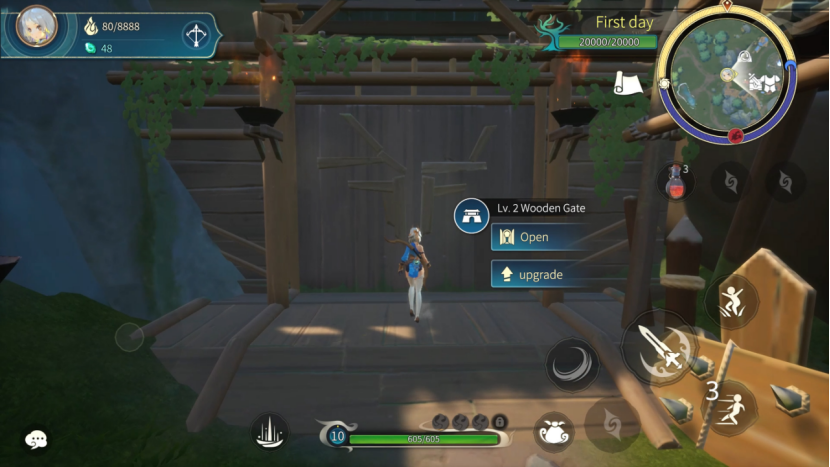 80/8888
48
First day
20000/20000
3
Lv. 2 Wooden Gate
Open
upgrade
3
10
605/605